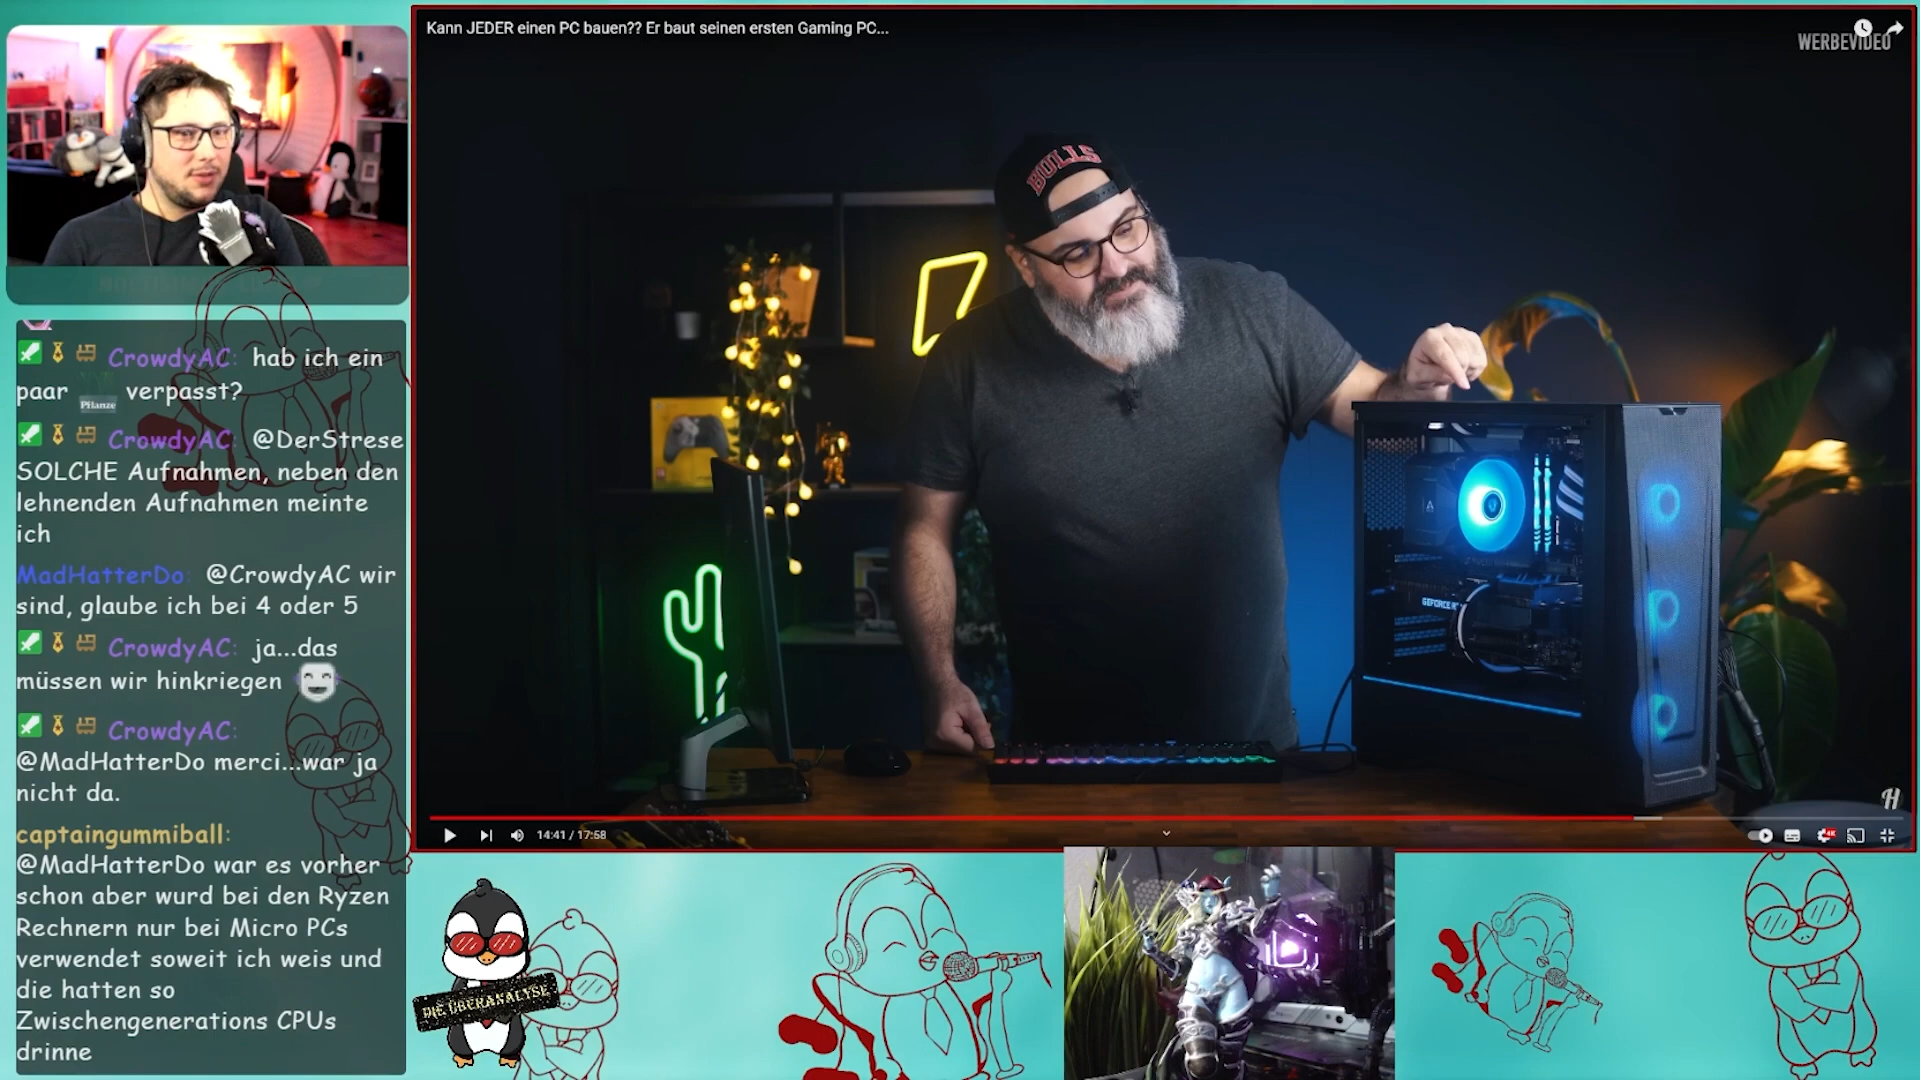 Kann JEDER einen PC bauen?? Er baut seinen ersten Gaming PC...
WERBEVIDEO
BULLS
GEFORCE
14:41 / 17:58
4K
H
CrowdyAC: hab ich ein
paar Pflanze verpasst?
CrowdyAC: @DerStrese
SOLCHE Aufnahmen, neben den
lehnenden Aufnahmen meinte
ich
MadHatterDo: @CrowdyAC wir
sind, glaube ich bei 4 oder 5
CrowdyAC: ja...das
müssen wir hinkriegen
CrowdyAC:
@MadHatterDo merci...war ja
nicht da.
captaingummiball:
@MadHatterDo war es vorher
schon aber wurd bei den Ryzen
Rechnern nur bei Micro PCs
verwendet soweit ich weis und
die hatten so
Zwischengenerations CPUs
drinne
DIE ÜBERANALYSE